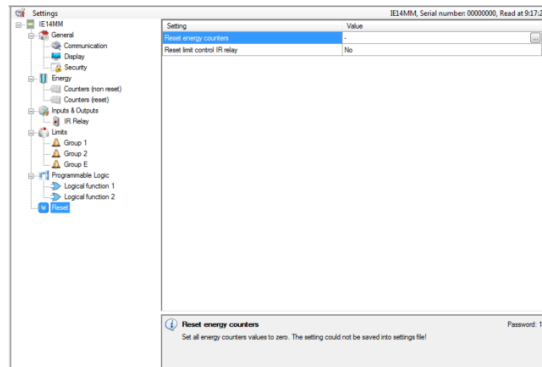 Settings
IE14MM, Serial number: 00000000, Read at 9:17:2
IE14MM
General
Communication
Display
Security
Energy
Counters (non reset)
Counters (reset)
Inputs & Outputs
IR Relay
Limits
Group 1
Group 2
Group E
Programmable Logic
Logical function 1
Logical function 2
Reset
Setting Value
Reset energy counters - ...
Reset limit control IR relay No
Reset energy counters Password: 1
Set all energy counters values to zero. The setting could not be saved into settings file!